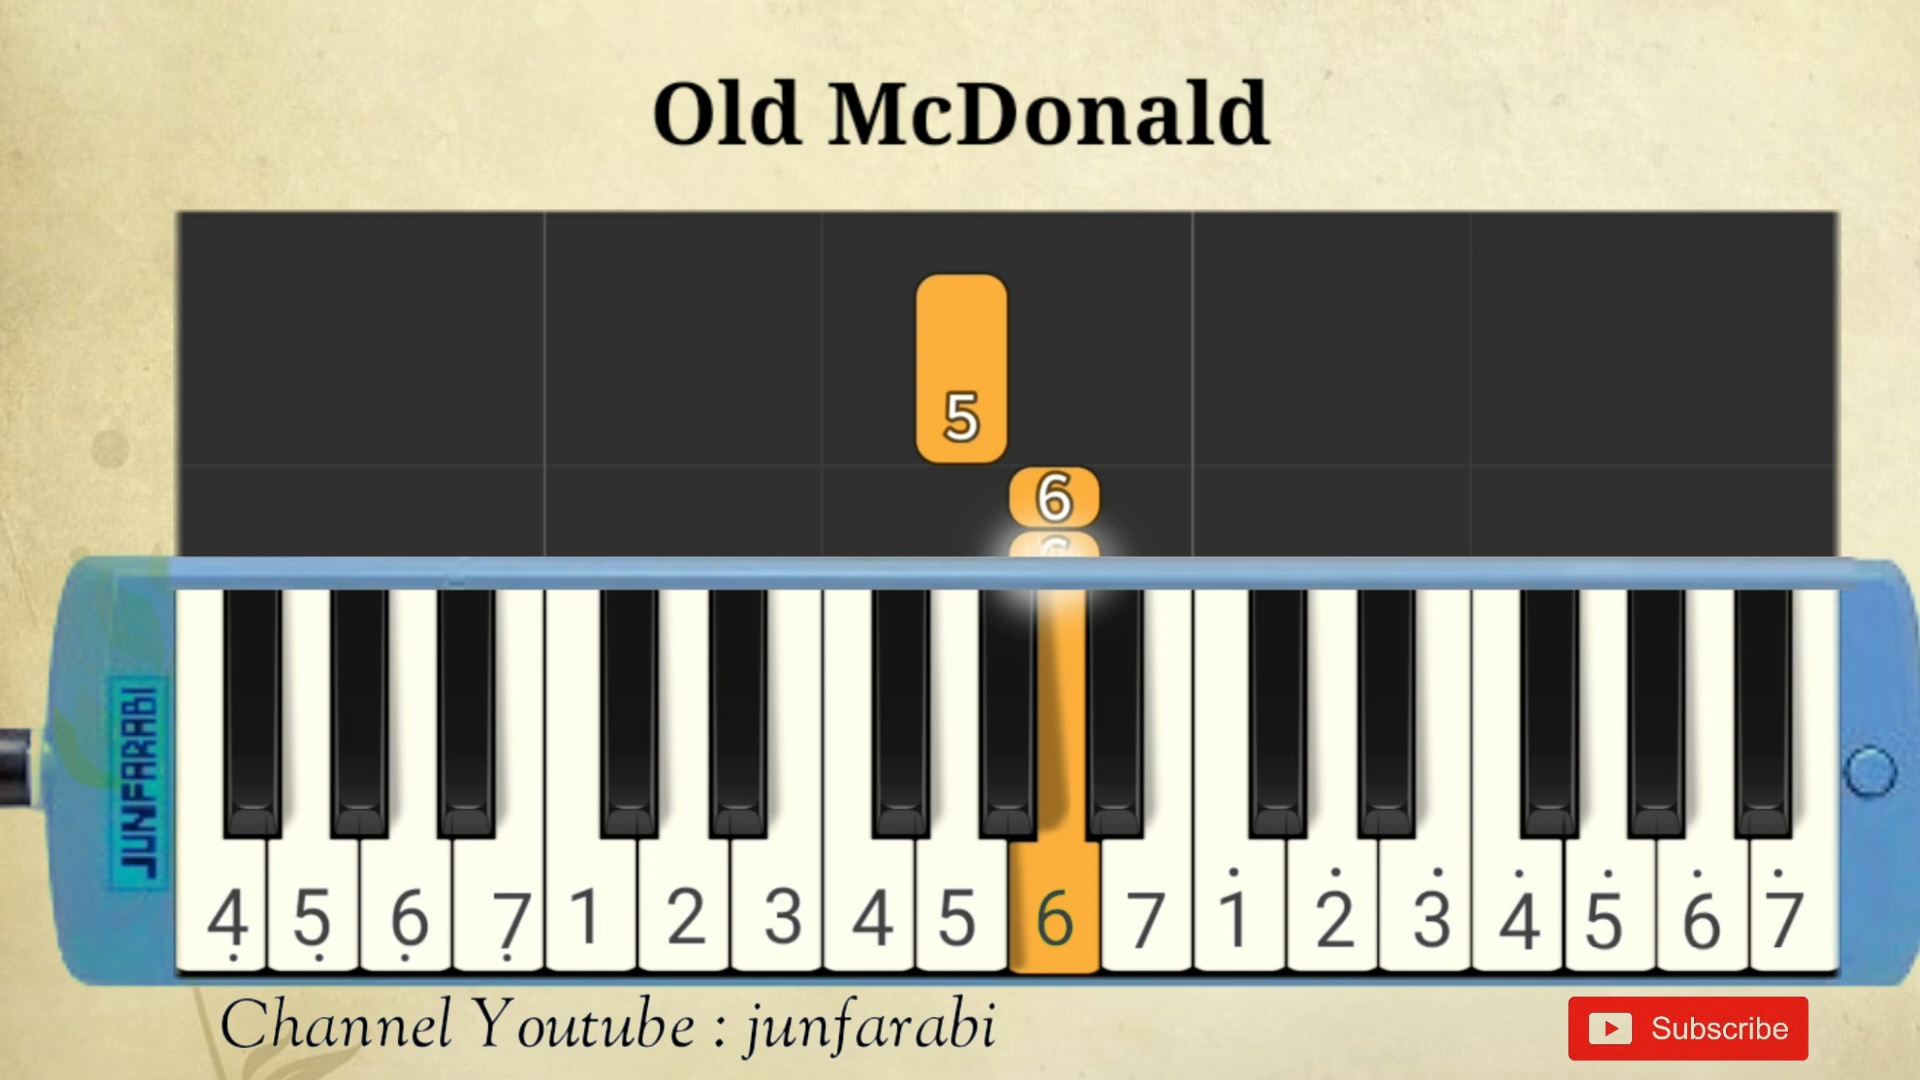 Old McDonald
5
6
6
JUNFARABI
4̣ 5̣ 6̣ 7̣ 1 2 3 4 5 6 7 1̇ 2̇ 3̇ 4̇ 5̇ 6̇ 7̇
Channel Youtube : junfarabi
Subscribe